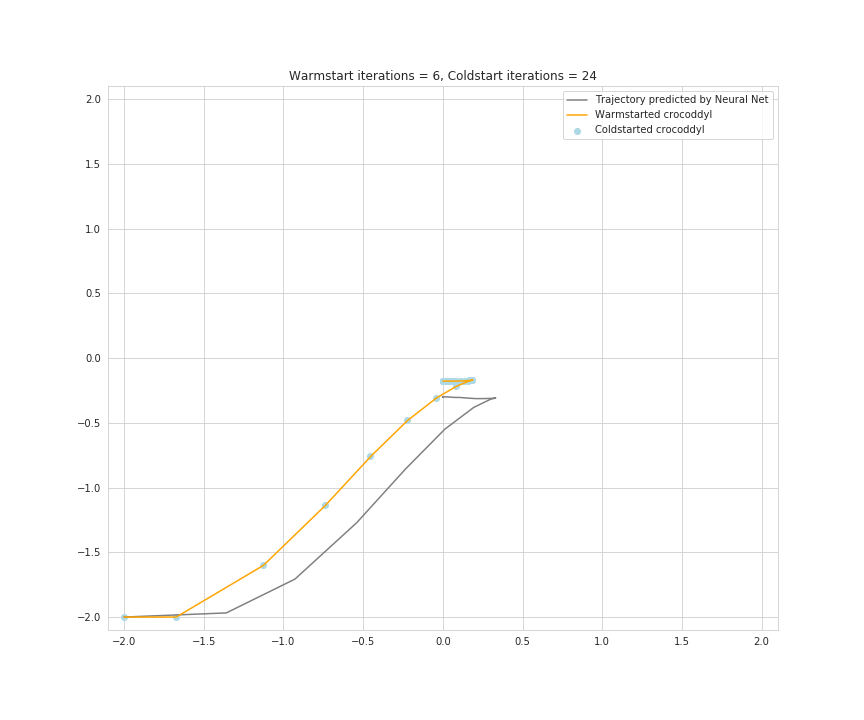 Warmstart iterations = 6, Coldstart iterations = 24
Trajectory predicted by Neural Net
Warmstarted crocoddyl
Coldstarted crocoddyl
2.0
1.5
1.0
0.5
0.0
−0.5
−1.0
−1.5
−2.0
−2.0 −1.5 −1.0 −0.5 0.0 0.5 1.0 1.5 2.0